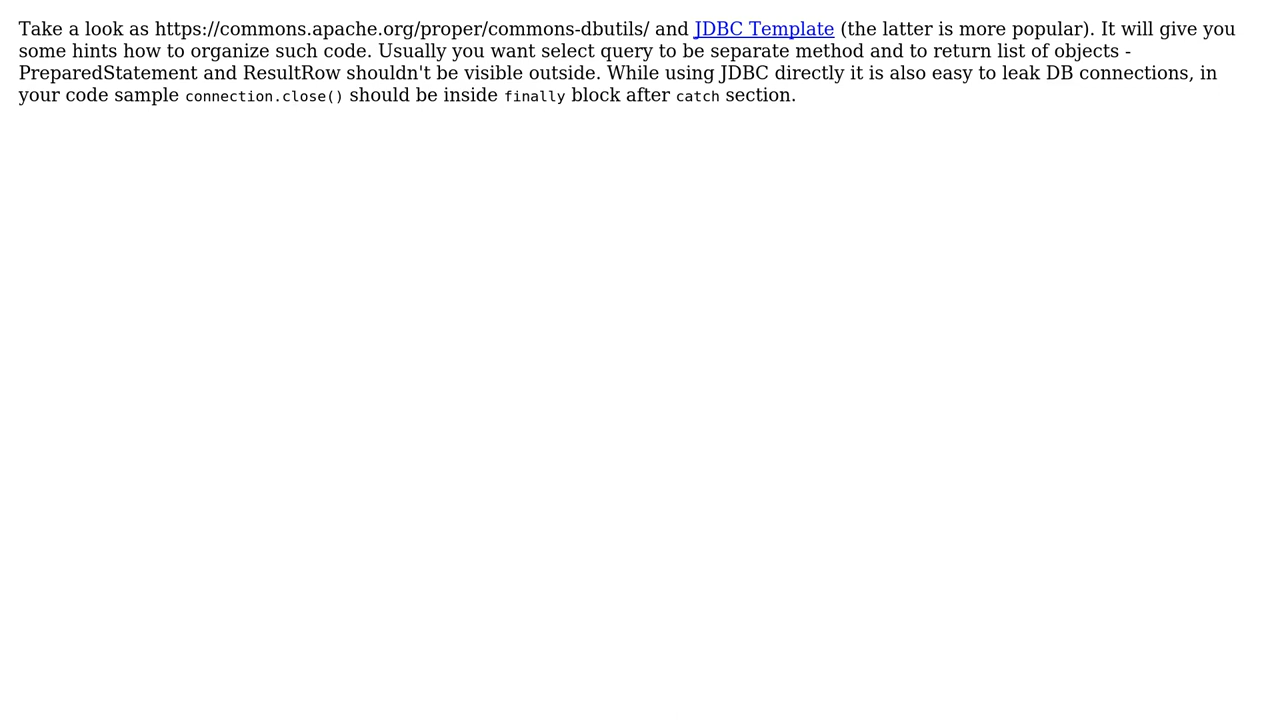 Take a look as https://commons.apache.org/proper/commons-dbutils/ and JDBC Template (the latter is more popular). It will give you
some hints how to organize such code. Usually you want select query to be separate method and to return list of objects -
PreparedStatement and ResultRow shouldn't be visible outside. While using JDBC directly it is also easy to leak DB connections, in
your code sample connection.close() should be inside finally block after catch section.